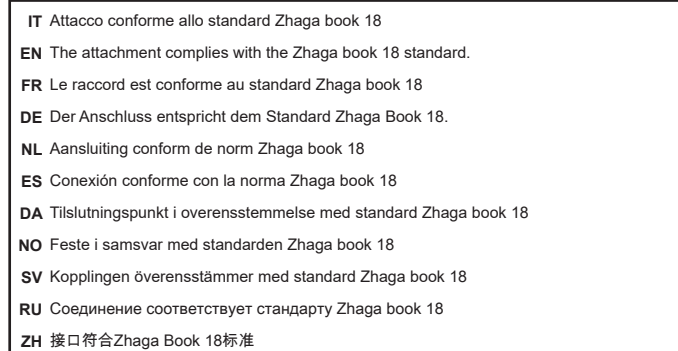 IT Attacco conforme allo standard Zhaga book 18
EN The attachment complies with the Zhaga book 18 standard.
FR Le raccord est conforme au standard Zhaga book 18
DE Der Anschluss entspricht dem Standard Zhaga Book 18.
NL Aansluiting conform de norm Zhaga book 18
ES Conexión conforme con la norma Zhaga book 18
DA Tilslutningspunkt i overensstemmelse med standard Zhaga book 18
NO Feste i samsvar med standarden Zhaga book 18
SV Kopplingen överensstämmer med standard Zhaga book 18
RU Соединение соответствует стандарту Zhaga book 18
ZH 接口符合Zhaga Book 18标准